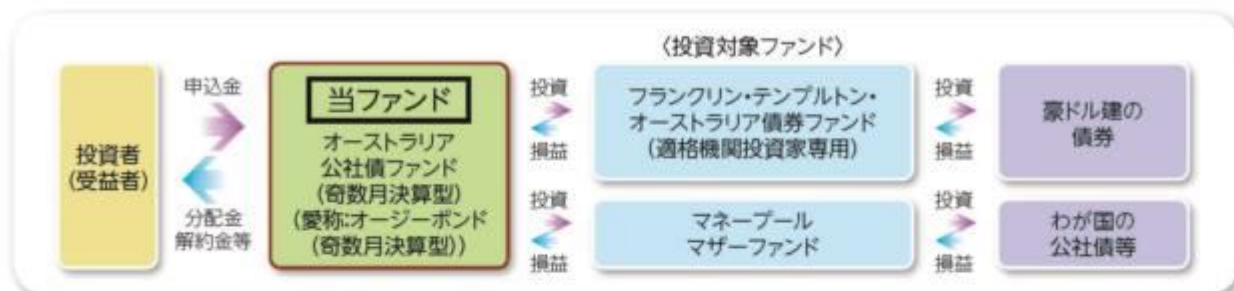 〈投資対象ファンド〉
投資者
(受益者)
申込金
分配金
解約金等
当ファンド
オーストラリア
公社債ファンド
(奇数月決算型)
(愛称:オージーボンド
(奇数月決算型))
投資
損益
フランクリン・テンプルトン・
オーストラリア債券ファンド
(適格機関投資家専用)
投資
損益
豪ドル建の
債券
投資
損益
マネープール
マザーファンド
投資
損益
わが国の
公社債等